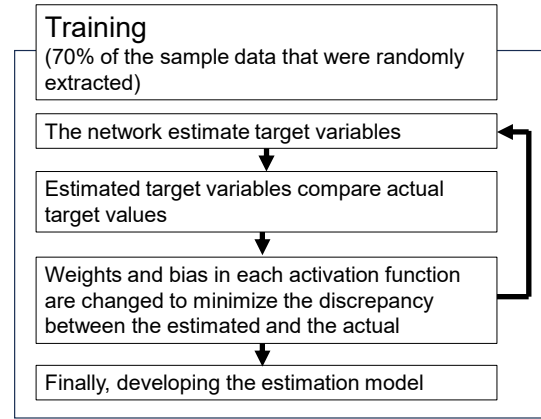 Training
(70% of the sample data that were randomly
extracted)
The network estimate target variables
Estimated target variables compare actual
target values
Weights and bias in each activation function
are changed to minimize the discrepancy
between the estimated and the actual
Finally, developing the estimation model